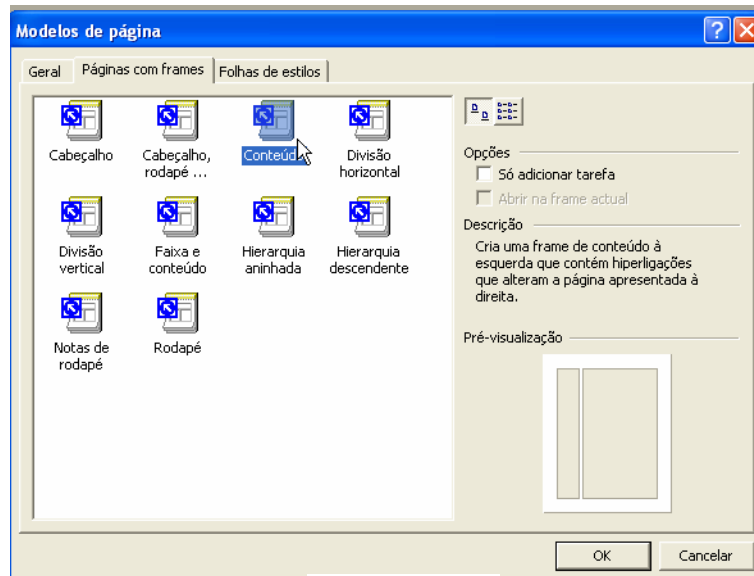 Modelos de página
Geral
Páginas com frames
Folhas de estilos
Cabeçalho
Cabeçalho,
rodapé ...
Conteúdo
Divisão
horizontal
Divisão
vertical
Faixa e
conteúdo
Hierarquia
aninhada
Hierarquia
descendente
Notas de
rodapé
Rodapé
Opções
Só adicionar tarefa
Abrir na frame actual
Descrição
Cria uma frame de conteúdo à
esquerda que contém hiperligações
que alteram a página apresentada à
direita.
Pré-visualização
OK
Cancelar